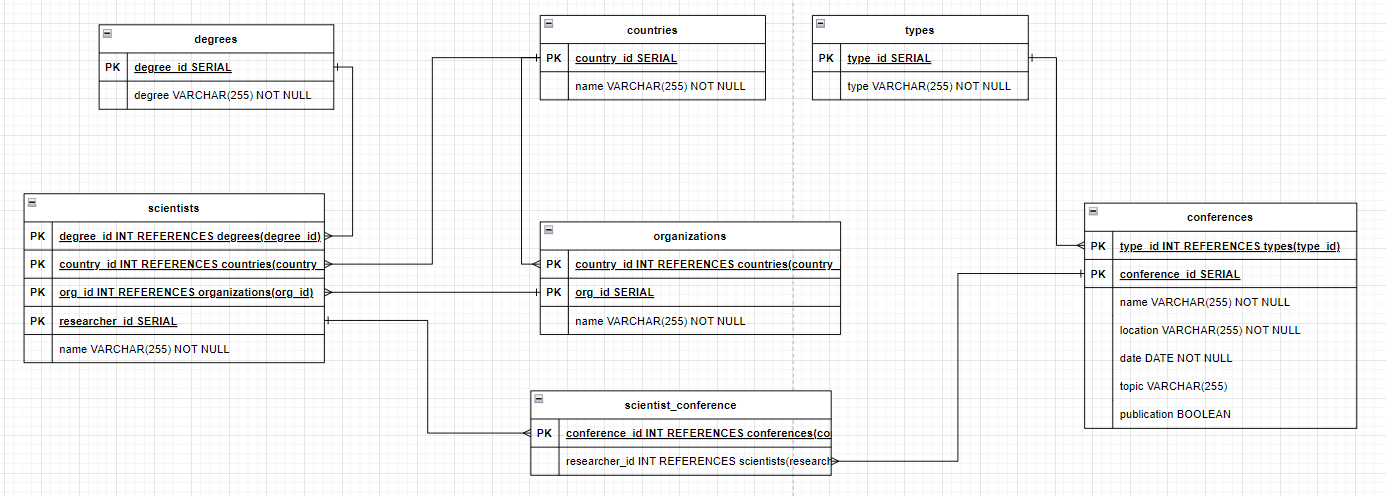 degrees
PK degree_id SERIAL
degree VARCHAR(255) NOT NULL
countries
PK country_id SERIAL
name VARCHAR(255) NOT NULL
types
PK type_id SERIAL
type VARCHAR(255) NOT NULL
scientists
PK degree_id INT REFERENCES degrees(degree_id)
PK country_id INT REFERENCES countries(country_
PK org_id INT REFERENCES organizations(org_id)
PK researcher_id SERIAL
name VARCHAR(255) NOT NULL
organizations
PK country_id INT REFERENCES countries(country_
PK org_id SERIAL
name VARCHAR(255) NOT NULL
conferences
PK type_id INT REFERENCES types(type_id)
PK conference_id SERIAL
name VARCHAR(255) NOT NULL
location VARCHAR(255) NOT NULL
date DATE NOT NULL
topic VARCHAR(255)
publication BOOLEAN
scientist_conference
PK conference_id INT REFERENCES conferences(co
researcher_id INT REFERENCES scientists(researc